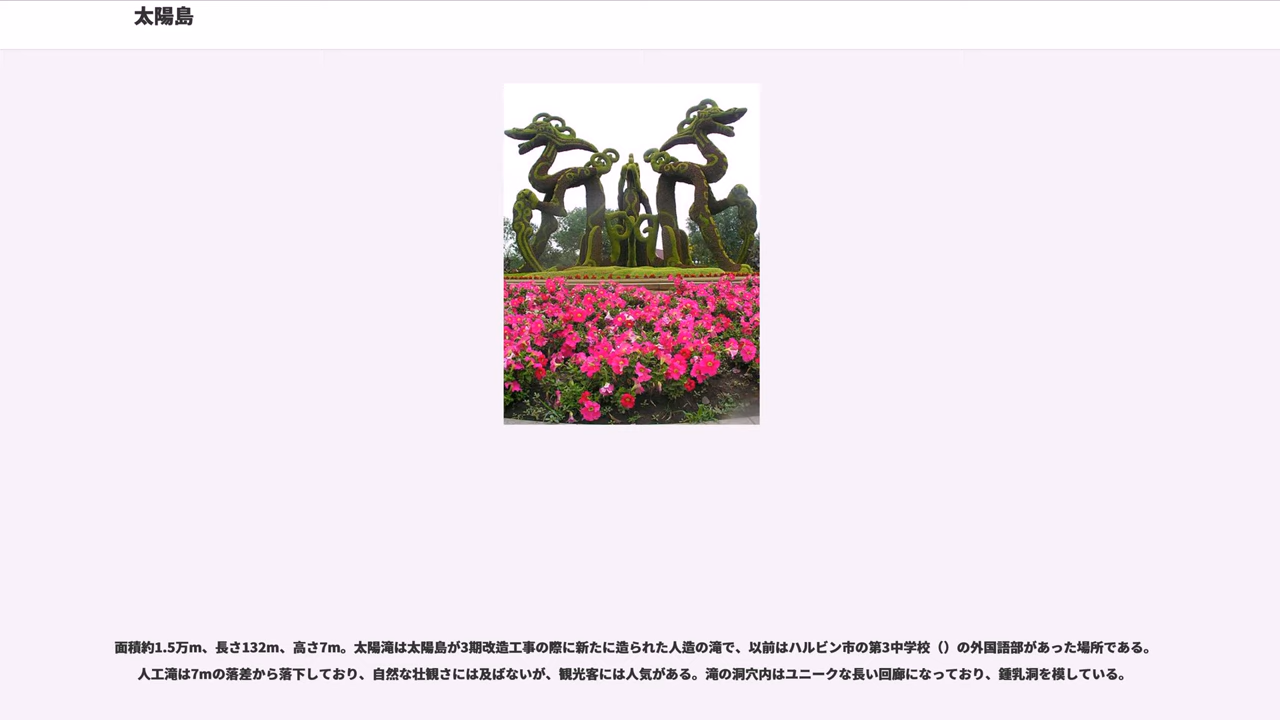 太陽島
面積約1.5万m、長さ132m、高さ7m。太陽滝は太陽島が3期改造工事の際に新たに造られた人造の滝で、以前はハルビン市の第3中学校（）の外国語部があった場所である。
人工滝は7mの落差から落下しており、自然な壮観さには及ばないが、観光客には人気がある。滝の洞穴内はユニークな長い回廊になっており、鍾乳洞を模している。